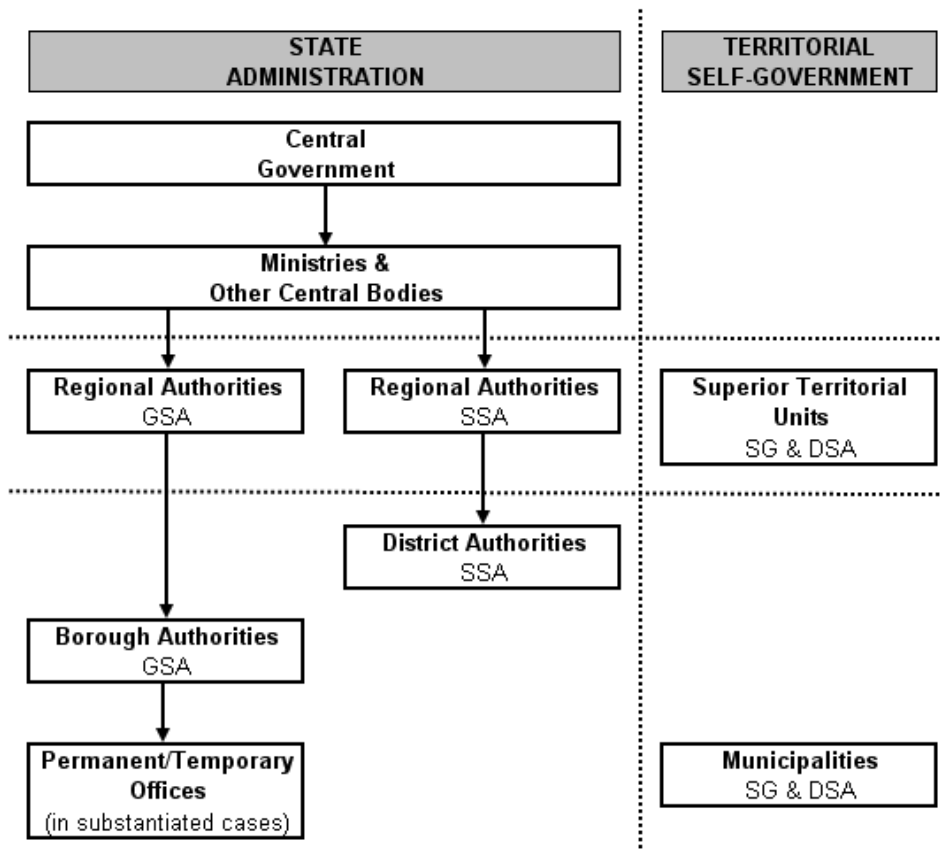 STATE
ADMINISTRATION
TERRITORIAL
SELF-GOVERNMENT
Central
Government
Ministries &
Other Central Bodies
Regional Authorities
GSA
Regional Authorities
SSA
Superior Territorial
Units
SG & DSA
District Authorities
SSA
Borough Authorities
GSA
Permanent/Temporary
Offices
(in substantiated cases)
Municipalities
SG & DSA